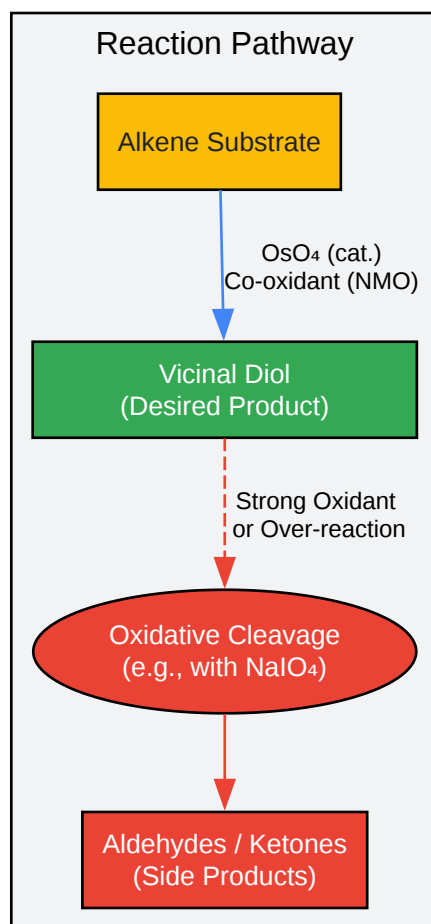 Reaction Pathway
Alkene Substrate
OsO₄ (cat.)
Co-oxidant (NMO)
Vicinal Diol
(Desired Product)
Strong Oxidant
or Over-reaction
Oxidative Cleavage
(e.g., with NaIO₄)
Aldehydes / Ketones
(Side Products)